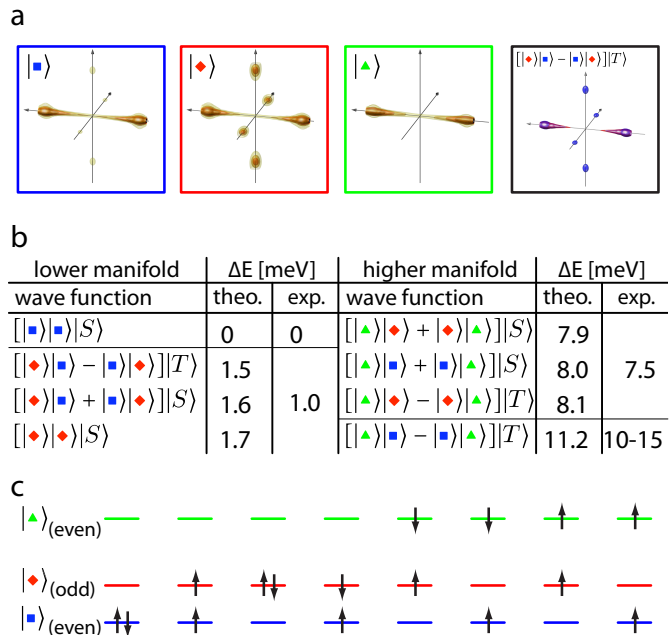 a
|■⟩ |♦⟩ |▲⟩ [|♦⟩|■⟩ − |■⟩|♦⟩]|T⟩
b
lower manifold ΔE [meV] higher manifold ΔE [meV]
wave function theo. exp. wave function theo. exp.
[|■⟩|■⟩]|S⟩ 0 0 [|▲⟩|♦⟩ + |♦⟩|▲⟩]|S⟩ 7.9
[|♦⟩|■⟩ − |■⟩|♦⟩]|T⟩ 1.5 [|▲⟩|■⟩ + |■⟩|▲⟩]|S⟩ 8.0 7.5
[|♦⟩|■⟩ + |■⟩|♦⟩]|S⟩ 1.6 1.0 [|▲⟩|♦⟩ − |♦⟩|▲⟩]|T⟩ 8.1
[|♦⟩|♦⟩|S⟩ 1.7 [|▲⟩|■⟩ − |■⟩|▲⟩]|T⟩ 11.2 10-15
c
|▲⟩(even)
|♦⟩(odd)
|■⟩(even)